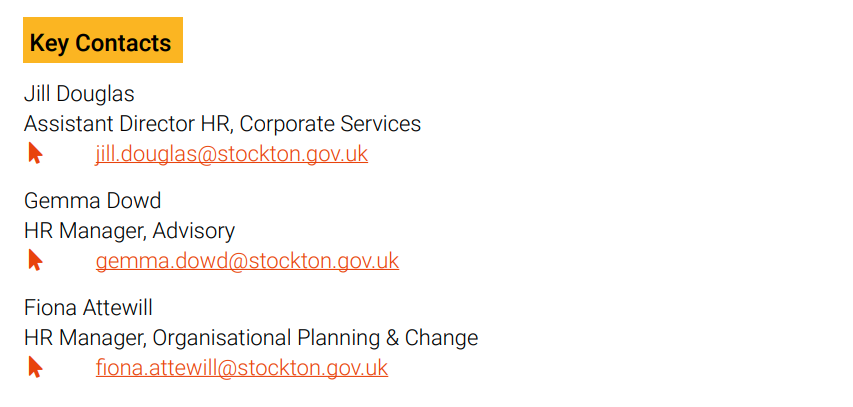 Key Contacts
Jill Douglas
Assistant Director HR, Corporate Services
jill.douglas@stockton.gov.uk
Gemma Dowd
HR Manager, Advisory
gemma.dowd@stockton.gov.uk
Fiona Attewill
HR Manager, Organisational Planning & Change
fiona.attewill@stockton.gov.uk